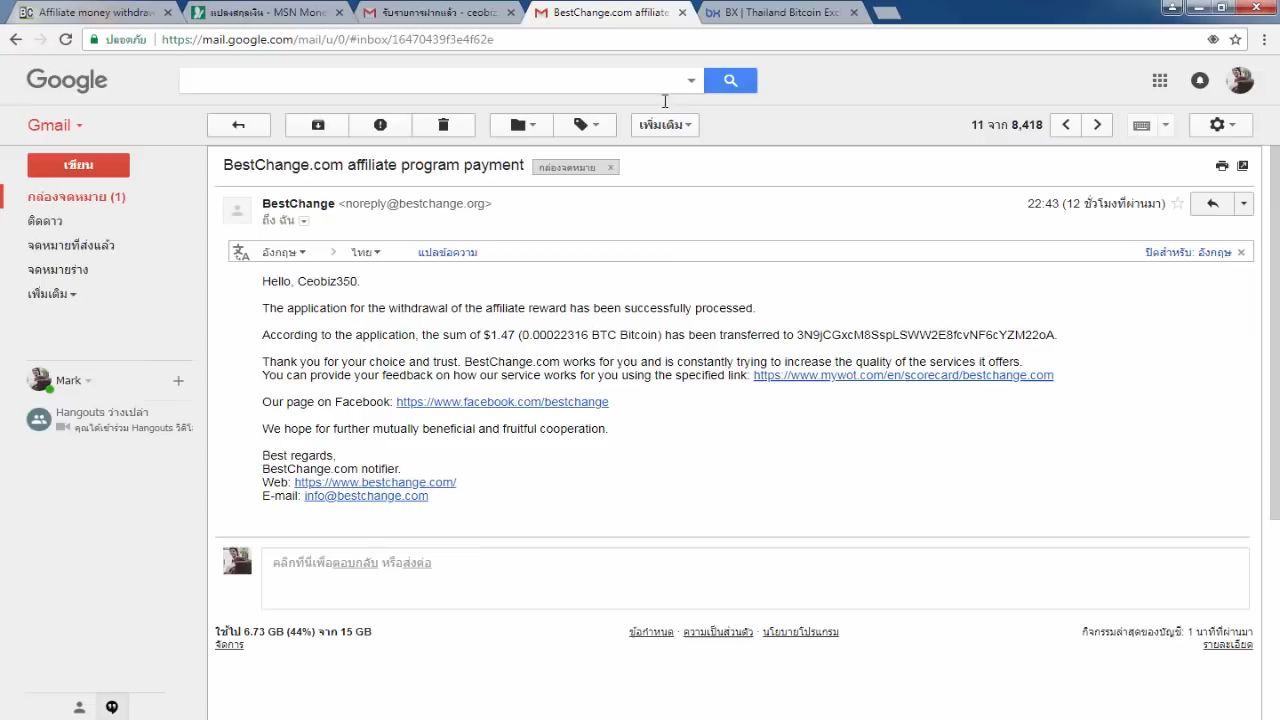 Affiliate money withdraw
แปลงสกุลเงิน - MSN Mone
รับรายการฝากแล้ว - ceobiz
BestChange.com affiliate
BX | Thailand Bitcoin Exc
ปลอดภัย https://mail.google.com/mail/u/0/#inbox/16470439f3e4f62e
Google
Gmail
เพิ่มเติม
11 จาก 8,418
เขียน
กล่องจดหมาย (1)
ติดดาว
จดหมายที่ส่งแล้ว
จดหมายร่าง
เพิ่มเติม
Mark
Hangouts ว่างเปล่า
คุณได้เข้าร่วม Hangouts วิดีโ
BestChange.com affiliate program payment กล่องจดหมาย x
BestChange <noreply@bestchange.org> 22:43 (12 ชั่วโมงที่ผ่านมา)
ถึง ฉัน
อังกฤษ ไทย แปลข้อความ ปิดสำหรับ: อังกฤษ x
Hello, Ceobiz350.
The application for the withdrawal of the affiliate reward has been successfully processed.
According to the application, the sum of $1.47 (0.00022316 BTC Bitcoin) has been transferred to 3N9jCGxcM8SspLSWW2E8fcvNF6cYZM22oA.
Thank you for your choice and trust. BestChange.com works for you and is constantly trying to increase the quality of the services it offers.
You can provide your feedback on how our service works for you using the specified link: https://www.mywot.com/en/scorecard/bestchange.com
Our page on Facebook: https://www.facebook.com/bestchange
We hope for further mutually beneficial and fruitful cooperation.
Best regards,
BestChange.com notifier.
Web: https://www.bestchange.com/
E-mail: info@bestchange.com
คลิกที่นี่เพื่อตอบกลับ หรือส่งต่อ
ใช้ไป 6.73 GB (44%) จาก 15 GB
จัดการ
ข้อกำหนด · ความเป็นส่วนตัว · นโยบายโปรแกรม
กิจกรรมล่าสุดของบัญชี: 1 นาทีที่ผ่านมา
รายละเอียด